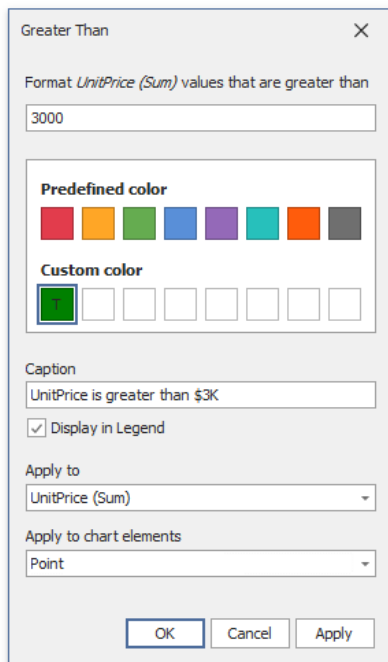 Greater Than
Format UnitPrice (Sum) values that are greater than
3000
Predefined color
Custom color
T
Caption
UnitPrice is greater than $3K
Display in Legend
Apply to
UnitPrice (Sum)
Apply to chart elements
Point
OK Cancel Apply